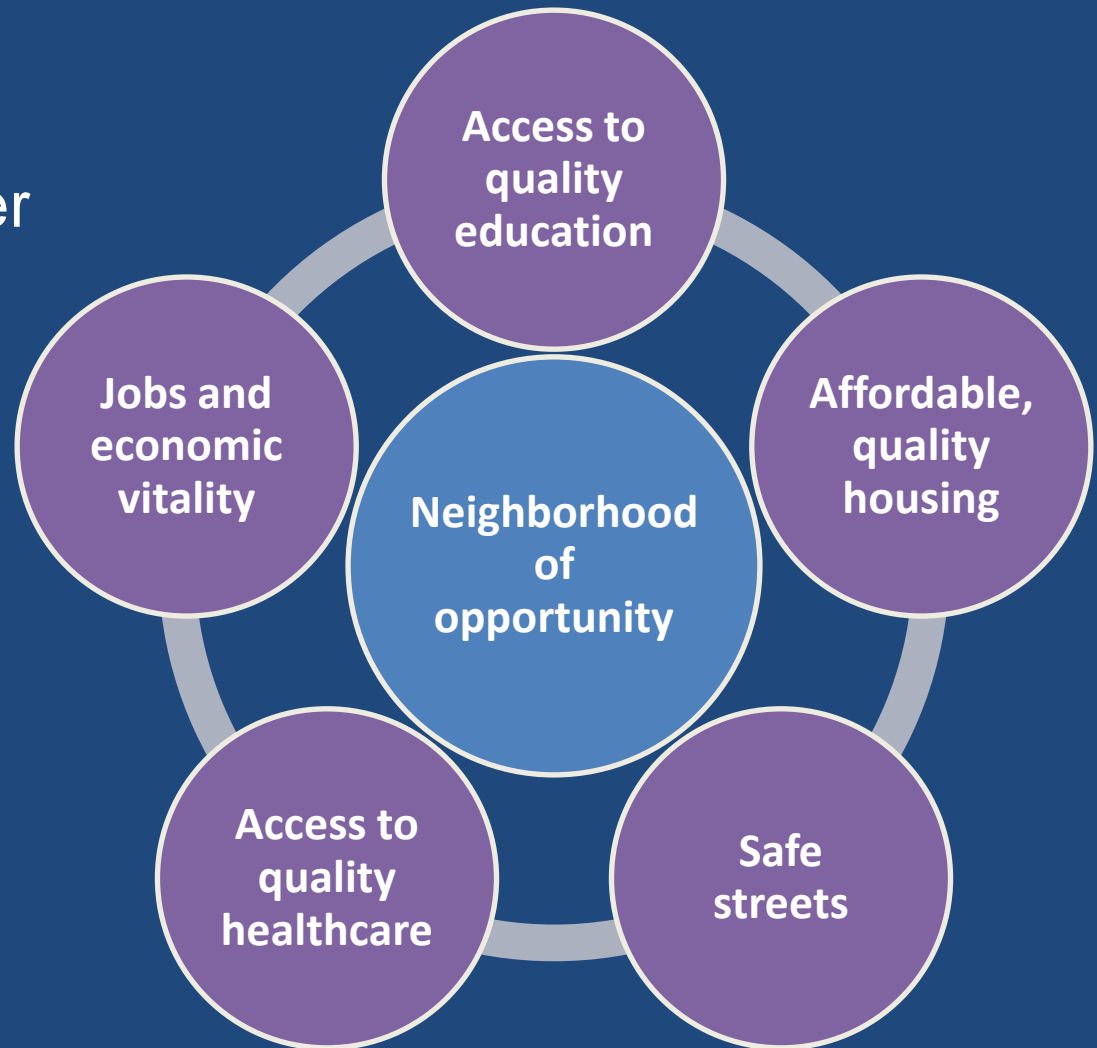 Access to
quality
education
er
Jobs and
economic
vitality
Affordable,
quality
housing
Neighborhood
of
opportunity
Access to
quality
healthcare
Safe
streets